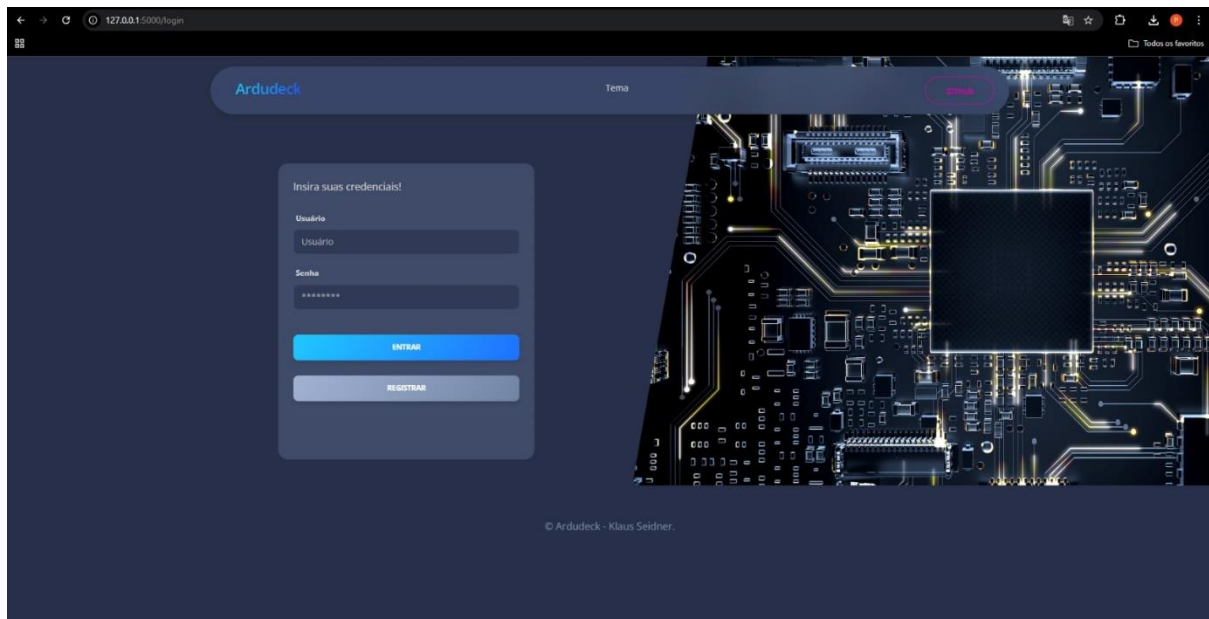 127.0.0.1:5000/login
Todos os favoritos
Ardudeck
Tema
Insira suas credenciais!
Usuário
Usuário
Senha
********
ENTRAR
REGISTRAR
© Ardudeck - Klaus Seidner.